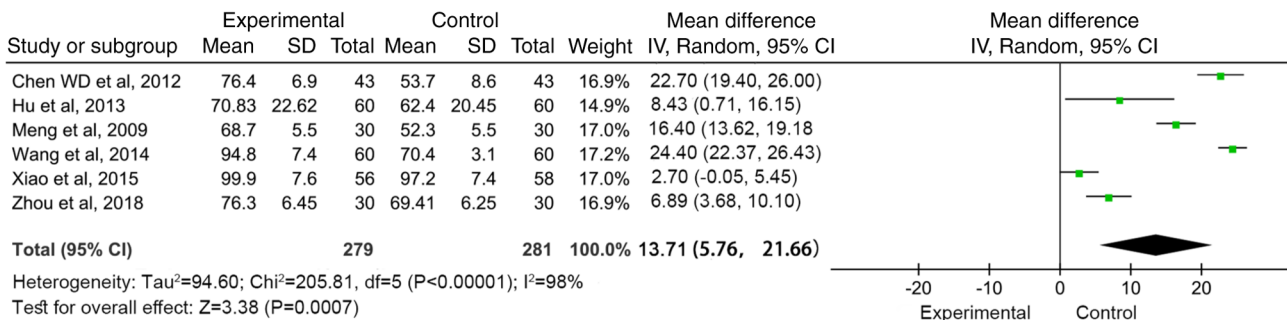 Experimental Control Mean difference Mean difference
Study or subgroup Mean SD Total Mean SD Total Weight IV, Random, 95% CI IV, Random, 95% CI
Chen WD et al, 2012 76.4 6.9 43 53.7 8.6 43 16.9% 22.70 (19.40, 26.00)
Hu et al, 2013 70.83 22.62 60 62.4 20.45 60 14.9% 8.43 (0.71, 16.15)
Meng et al, 2009 68.7 5.5 30 52.3 5.5 30 17.0% 16.40 (13.62, 19.18
Wang et al, 2014 94.8 7.4 60 70.4 3.1 60 17.2% 24.40 (22.37, 26.43)
Xiao et al, 2015 99.9 7.6 56 97.2 7.4 58 17.0% 2.70 (-0.05, 5.45)
Zhou et al, 2018 76.3 6.45 30 69.41 6.25 30 16.9% 6.89 (3.68, 10.10)
Total (95% CI) 279 281 100.0% 13.71 (5.76, 21.66)
Heterogeneity: Tau²=94.60; Chi²=205.81, df=5 (P<0.00001); I²=98%
Test for overall effect: Z=3.38 (P=0.0007)
-20 -10 0 10 20
Experimental Control